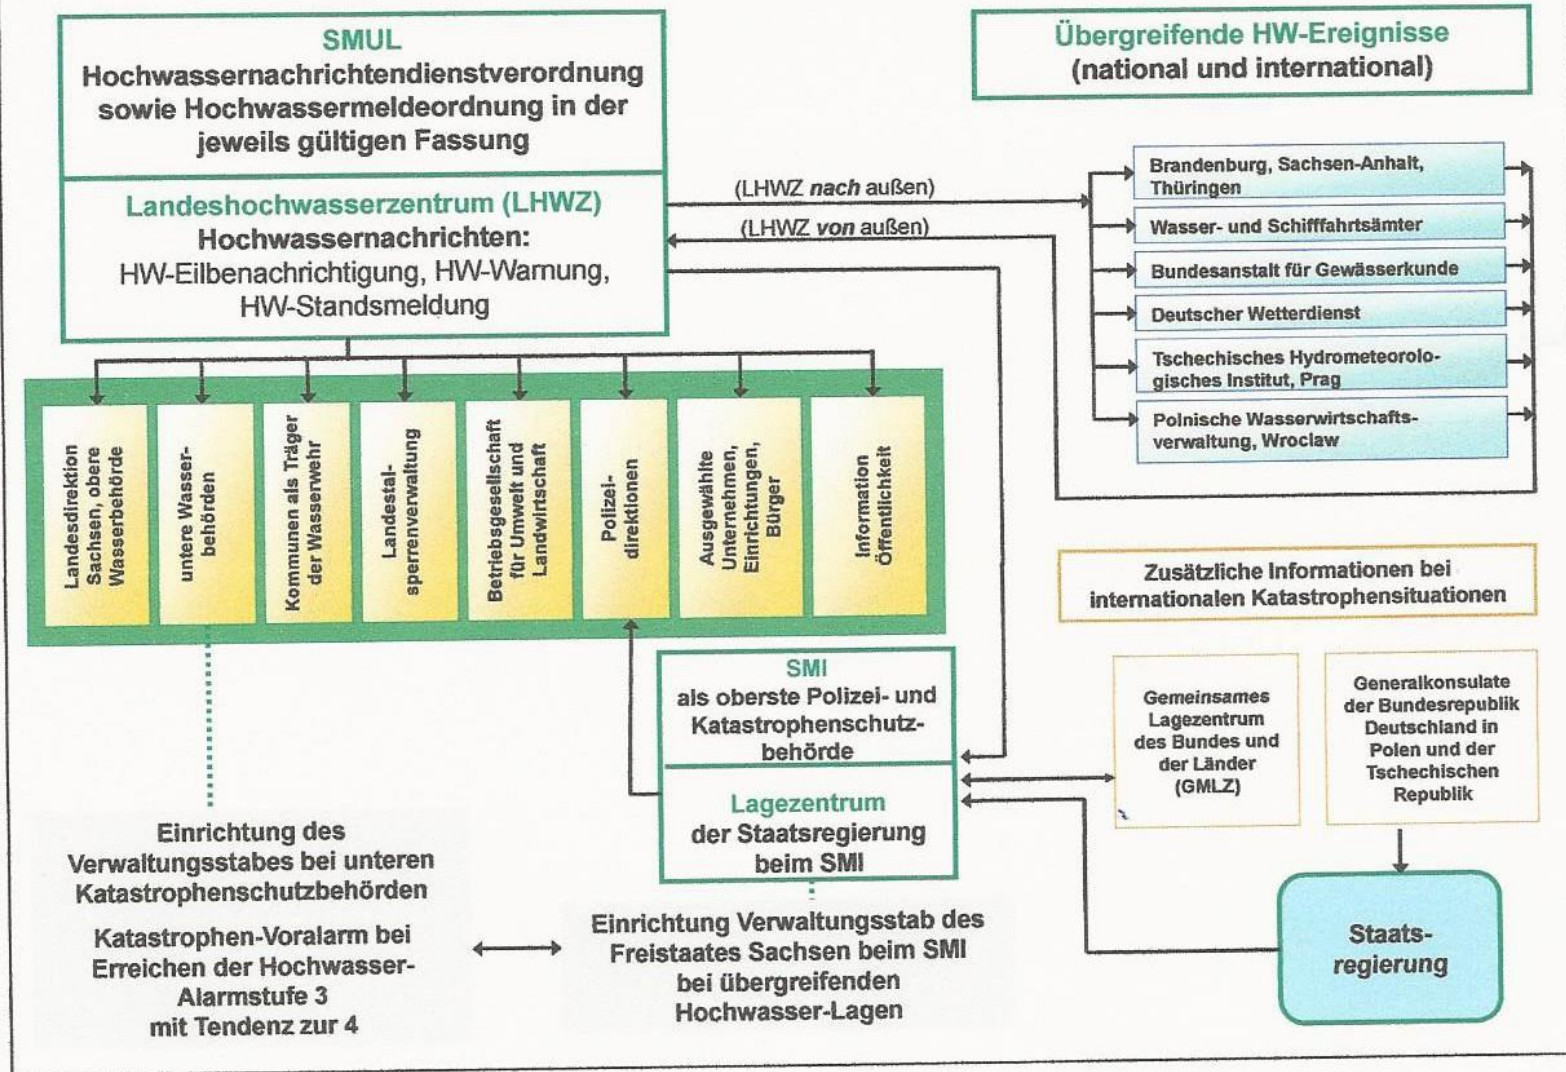 SMUL
Hochwassernachrichtendienstverordnung
sowie Hochwassermeldeordnung in der
jeweils gültigen Fassung
Landeshochwasserzentrum (LHWZ)
Hochwassernachrichten:
HW-Eilbenachrichtigung, HW-Warnung,
HW-Standsmeldung
Übergreifende HW-Ereignisse
(national und international)
(LHWZ nach außen)
(LHWZ von außen)
Brandenburg, Sachsen-Anhalt,
Thüringen
Wasser- und Schifffahrtsämter
Bundesanstalt für Gewässerkunde
Deutscher Wetterdienst
Tschechisches Hydrometeorolo-
gisches Institut, Prag
Polnische Wasserwirtschafts-
verwaltung, Wroclaw
Landesdirektion
Sachsen, obere
Wasserbehörde
untere Wasser-
behörden
Kommunen als Träger
der Wasserwehr
Landestal-
sperrenverwaltung
Betriebsgesellschaft
für Umwelt und
Landwirtschaft
Polizei-
direktionen
Ausgewählte
Unternehmen,
Einrichtungen,
Bürger
Information
Öffentlichkeit
Zusätzliche Informationen bei
internationalen Katastrophensituationen
SMI
als oberste Polizei- und
Katastrophenschutz-
behörde
Lagezentrum
der Staatsregierung
beim SMI
Gemeinsames
Lagezentrum
des Bundes und
der Länder
(GMLZ)
Generalkonsulate
der Bundesrepublik
Deutschland in
Polen und der
Tschechischen
Republik
Einrichtung des
Verwaltungsstabes bei unteren
Katastrophenschutzbehörden
Katastrophen-Voralarm bei
Erreichen der Hochwasser-
Alarmstufe 3
mit Tendenz zur 4
Einrichtung Verwaltungsstab des
Freistaates Sachsen beim SMI
bei übergreifenden
Hochwasser-Lagen
Staats-
regierung